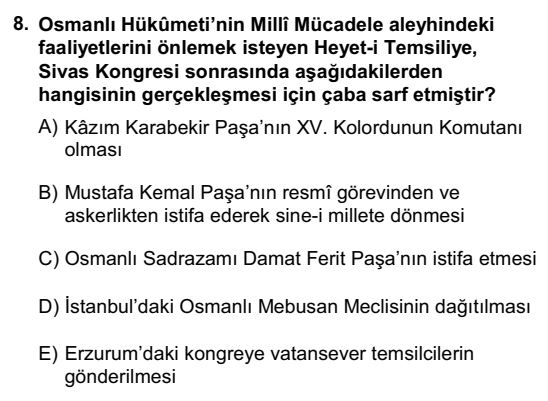 8. Osmanlı Hükûmeti’nin Millî Mücadele aleyhindeki
faaliyetlerini önlemek isteyen Heyet-i Temsiliye,
Sivas Kongresi sonrasında aşağıdakilerden
hangisinin gerçekleşmesi için çaba sarf etmiştir?
A) Kâzım Karabekir Paşa’nın XV. Kolordunun Komutanı
olması
B) Mustafa Kemal Paşa’nın resmî görevinden ve
askerlikten istifa ederek sine-i millete dönmesi
C) Osmanlı Sadrazamı Damat Ferit Paşa’nın istifa etmesi
D) İstanbul’daki Osmanlı Mebusan Meclisinin dağıtılması
E) Erzurum’daki kongreye vatansever temsilcilerin
gönderilmesi